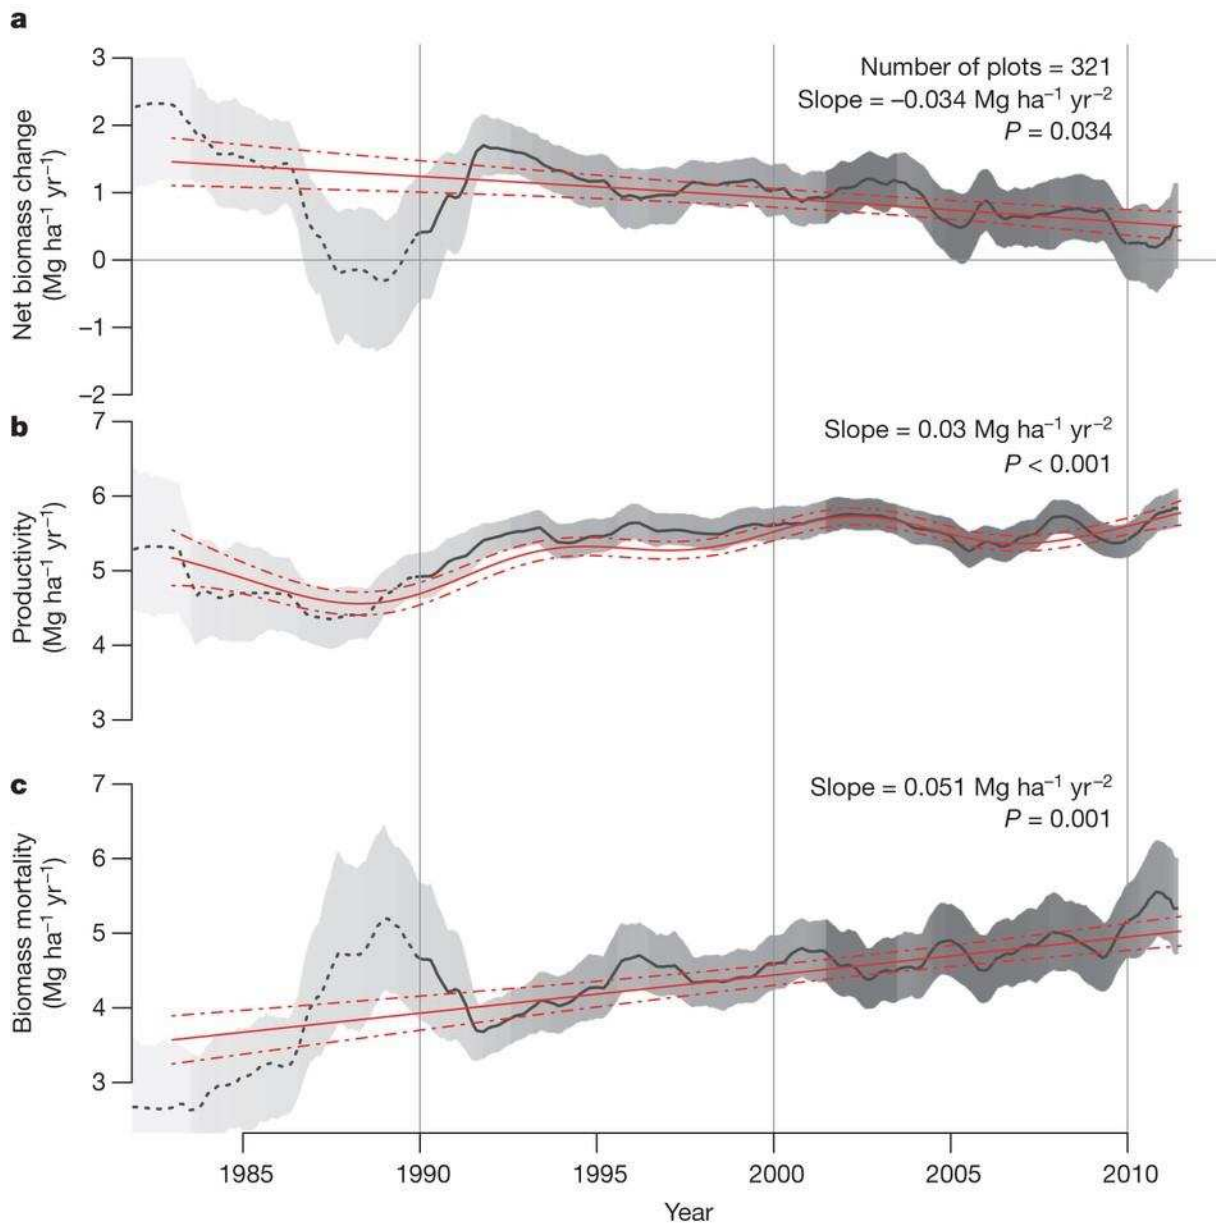 a
Number of plots = 321
Slope = –0.034 Mg ha⁻¹ yr⁻²
P = 0.034
Net biomass change
(Mg ha⁻¹ yr⁻¹)
3
2
1
0
–1
–2
b
Slope = 0.03 Mg ha⁻¹ yr⁻²
P < 0.001
Productivity
(Mg ha⁻¹ yr⁻¹)
7
6
5
4
3
c
Slope = 0.051 Mg ha⁻¹ yr⁻²
P = 0.001
Biomass mortality
(Mg ha⁻¹ yr⁻¹)
7
6
5
4
3
1985 1990 1995 2000 2005 2010
Year